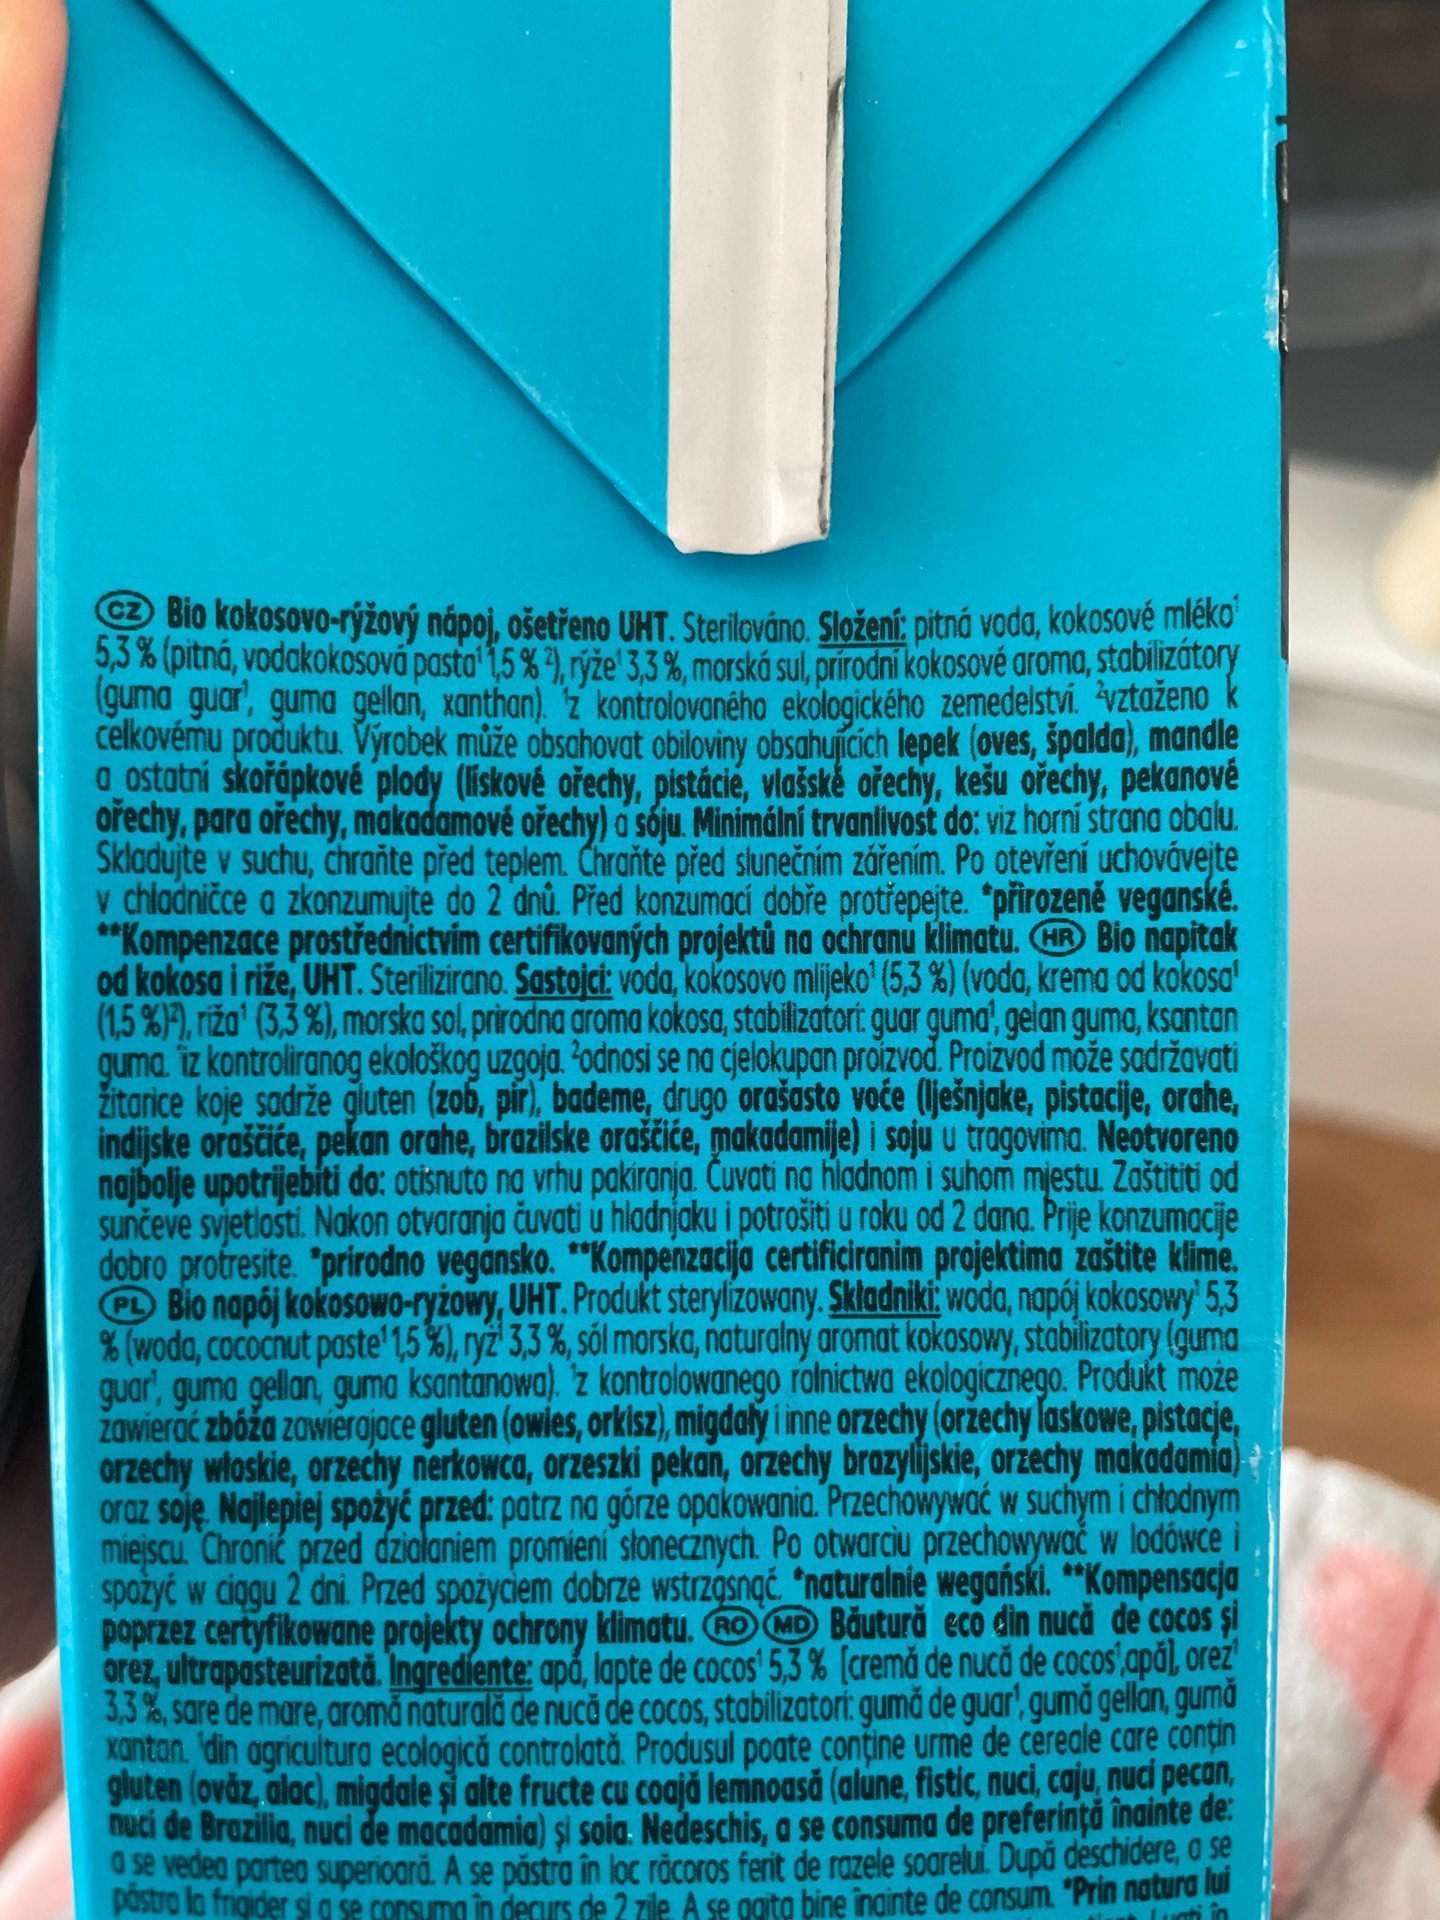 CZ Bio kokosovo-rýžový nápoj, ošetřeno UHT. Sterilováno. Složení: pitná voda, kokosové mléko¹
5,3 % (pitná, vodakokosová pasta¹ 1,5 % ²), rýže¹ 3,3 %, morská sul, prírodní kokosové aroma, stabilizátory
(guma guar¹, guma gellan, xanthan). ¹z kontrolovaného ekologického zemedelství. ²vztaženo k
celkovému produktu. Výrobek může obsahovat obiloviny obsahujících lepek (oves, špalda), mandle
a ostatní skořápkové plody (lískové ořechy, pistácie, vlašské ořechy, kešu ořechy, pekanové
ořechy, para ořechy, makadamové ořechy) a sóju. Minimální trvanlivost do: viz horní strana obalu.
Skladujte v suchu, chraňte před teplem. Chraňte před slunečním zářením. Po otevření uchovávejte
v chladničce a zkonzumujte do 2 dnů. Před konzumací dobře protřepejte. *přirozeně veganské.
**Kompenzace prostřednictvím certifikovaných projektů na ochranu klimatu. HR Bio napitak
od kokosa i riže, UHT. Sterilizirano. Sastojci: voda, kokosovo mlijeko¹ (5,3 %) (voda, krema od kokosa¹
(1,5 %)²), riža¹ (3,3 %), morska sol, prirodna aroma kokosa, stabilizatori: guar guma¹, gelan guma, ksantan
guma. ¹iz kontroliranog ekološkog uzgoja. ²odnosi se na cjelokupan proizvod. Proizvod može sadržavati
žitarice koje sadrže gluten (zob, pir), bademe, drugo orašasto voće (lješnjake, pistacije, orahe,
indijske oraščiće, pekan orahe, brazilske oraščiće, makadamije) i soju u tragovima. Neotvoreno
najbolje upotrijebiti do: otisnuto na vrhu pakiranja. Čuvati na hladnom i suhom mjestu. Zaštititi od
sunčeve svjetlosti. Nakon otvaranja čuvati u hladnjaku i potrošiti u roku od 2 dana. Prije konzumacije
dobro protresite. *prirodno vegansko. **Kompenzacija certificiranim projektima zaštite klime.
PL Bio napój kokosowo-ryżowy, UHT. Produkt sterylizowany. Składniki: woda, napój kokosowy¹ 5,3
% (woda, cococnut paste¹ 1,5 %), ryż¹ 3,3 %, sól morska, naturalny aromat kokosowy, stabilizatory (guma
guar¹, guma gellan, guma ksantanowa). ¹z kontrolowanego rolnictwa ekologicznego. Produkt może
zawierać zbóża zawierające gluten (owies, orkisz), migdały i inne orzechy (orzechy laskowe, pistacje,
orzechy włoskie, orzechy nerkowca, orzeszki pekan, orzechy brazylijskie, orzechy makadamia)
oraz soję. Najlepiej spożyć przed: patrz na górze opakowania. Przechowywać w suchym i chłodnym
miejscu. Chronić przed działaniem promieni słonecznych. Po otwarciu przechowywać w lodówce i
spożyć w ciągu 2 dni. Przed spożyciem dobrze wstrząsnąć. *naturalnie wegański. **Kompensacja
poprzez certyfikowane projekty ochrony klimatu. RO MD Băutură eco din nucă de cocos și
orez, ultrapasteurizată. Ingrediente: apă, lapte de cocos¹ 5,3 % [cremă de nucă de cocos¹,apă], orez¹
3,3 %, sare de mare, aromă naturală de nucă de cocos, stabilizatori: gumă de guar¹, gumă gellan, gumă
xantan. ¹din agricultura ecologică controlată. Produsul poate conține urme de cereale care conțin
gluten (ovăz, alac), migdale și alte fructe cu coajă lemnoasă (alune, fistic, nuci, caju, nuci pecan,
nuci de Brazilia, nuci de macadamia) și soia. Nedeschis, a se consuma de preferință înainte de:
a se vedea partea superioară. A se păstra în loc răcoros ferit de razele soarelui. După deschidere, a se
păstra la frigider și a se consuma în decurs de 2 zile. A se agita bine înainte de consum. *Prin natura lui